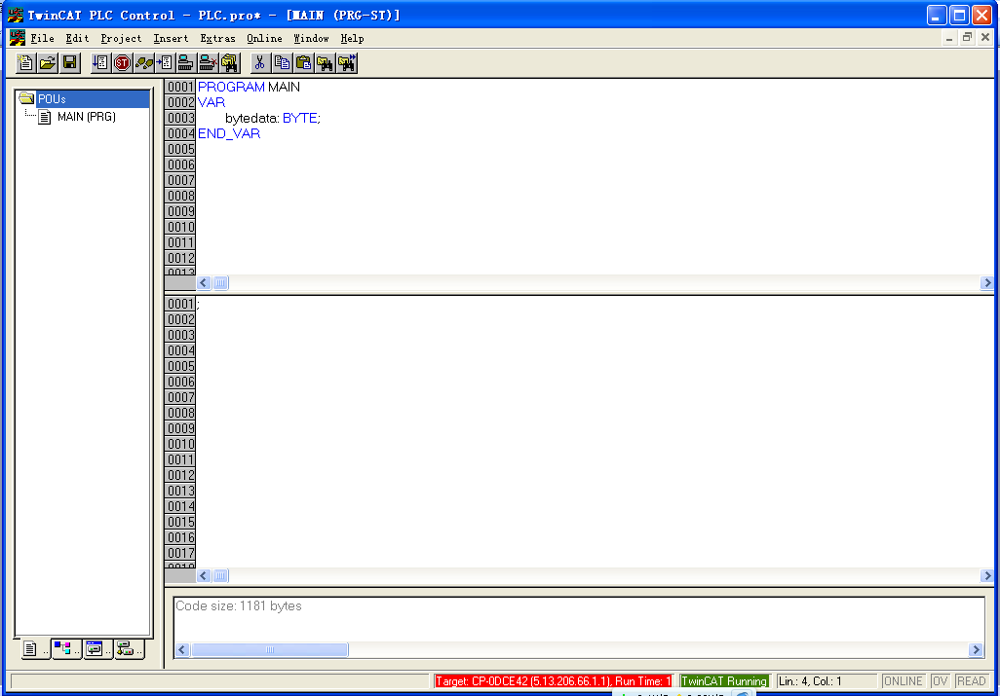 TwinCAT PLC Control - PLC.pro* - [MAIN (PRG-ST)]
File Edit Project Insert Extras Online Window Help
POUs
MAIN (PRG)
0001 PROGRAM MAIN
0002 VAR
0003 bytedata: BYTE;
0004 END_VAR
0005
0006
0007
0008
0009
0010
0011
0012
0013
0001 ;
0002
0003
0004
0005
0006
0007
0008
0009
0010
0011
0012
0013
0014
0015
0016
0017
0018
Code size: 1181 bytes
Target: CP-0DCE42 (5.13.206.66.1.1), Run Time: 1 TwinCAT Running Lin.: 4, Col.: 1 ONLINE OV READ